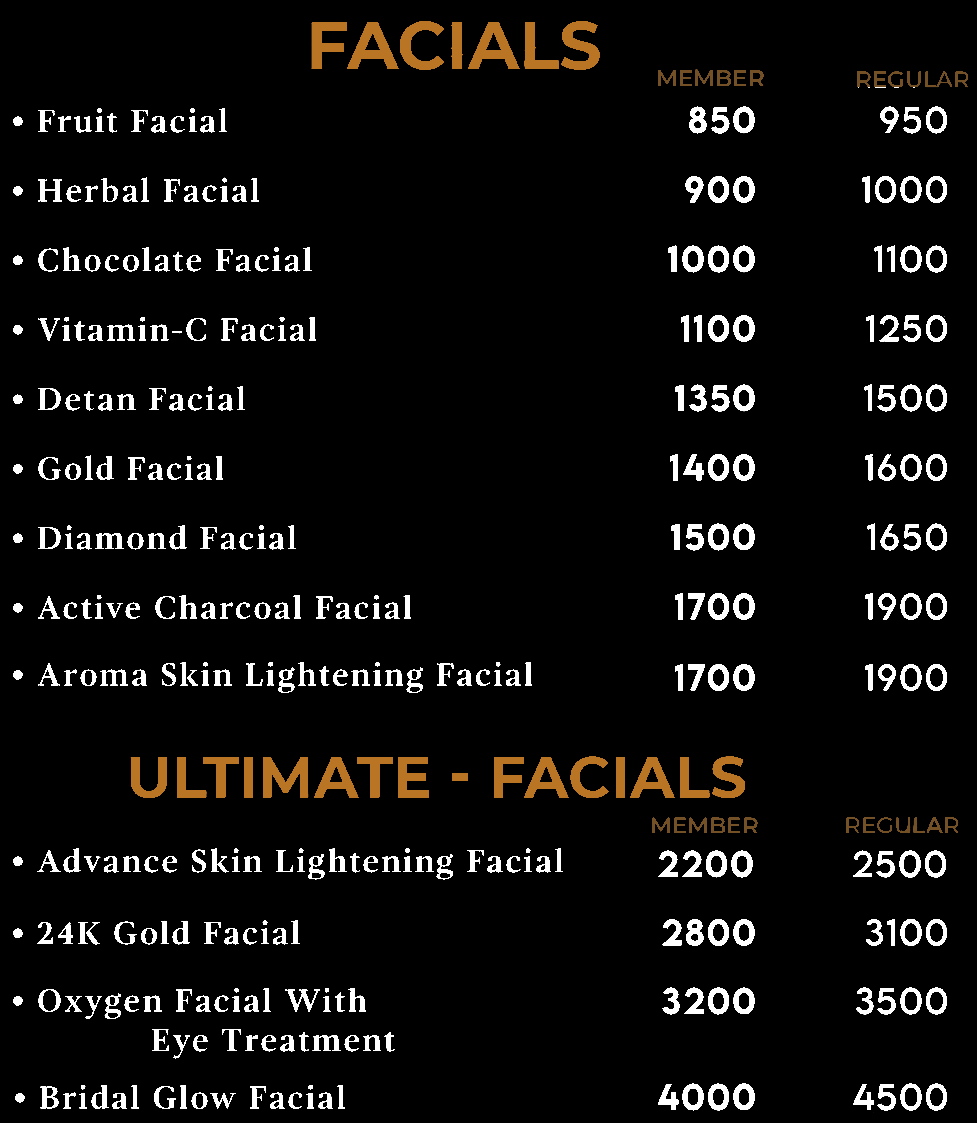 FACIALS
MEMBER REGULAR
• Fruit Facial 850 950
• Herbal Facial 900 1000
• Chocolate Facial 1000 1100
• Vitamin-C Facial 1100 1250
• Detan Facial 1350 1500
• Gold Facial 1400 1600
• Diamond Facial 1500 1650
• Active Charcoal Facial 1700 1900
• Aroma Skin Lightening Facial 1700 1900
ULTIMATE - FACIALS
MEMBER REGULAR
• Advance Skin Lightening Facial 2200 2500
• 24K Gold Facial 2800 3100
• Oxygen Facial With 3200 3500
Eye Treatment
• Bridal Glow Facial 4000 4500